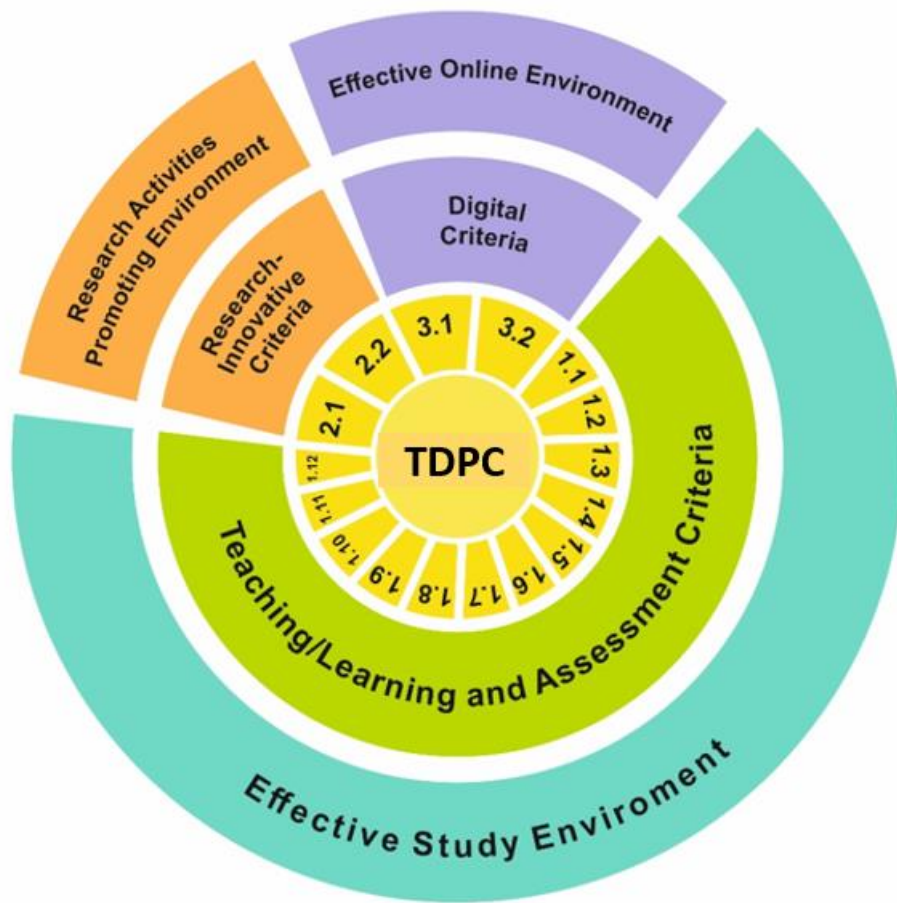 Effective Online Environment
Research Activities
Promoting Environment
Digital
Criteria
Research-
Innovative
Criteria
3.1
3.2
1.1
1.2
1.3
1.4
1.5
1.6
1.7
1.8
1.9
1.10
1.11
1.12
2.1
2.2
TDPC
Teaching/Learning and Assessment Criteria
Effective Study Enviroment